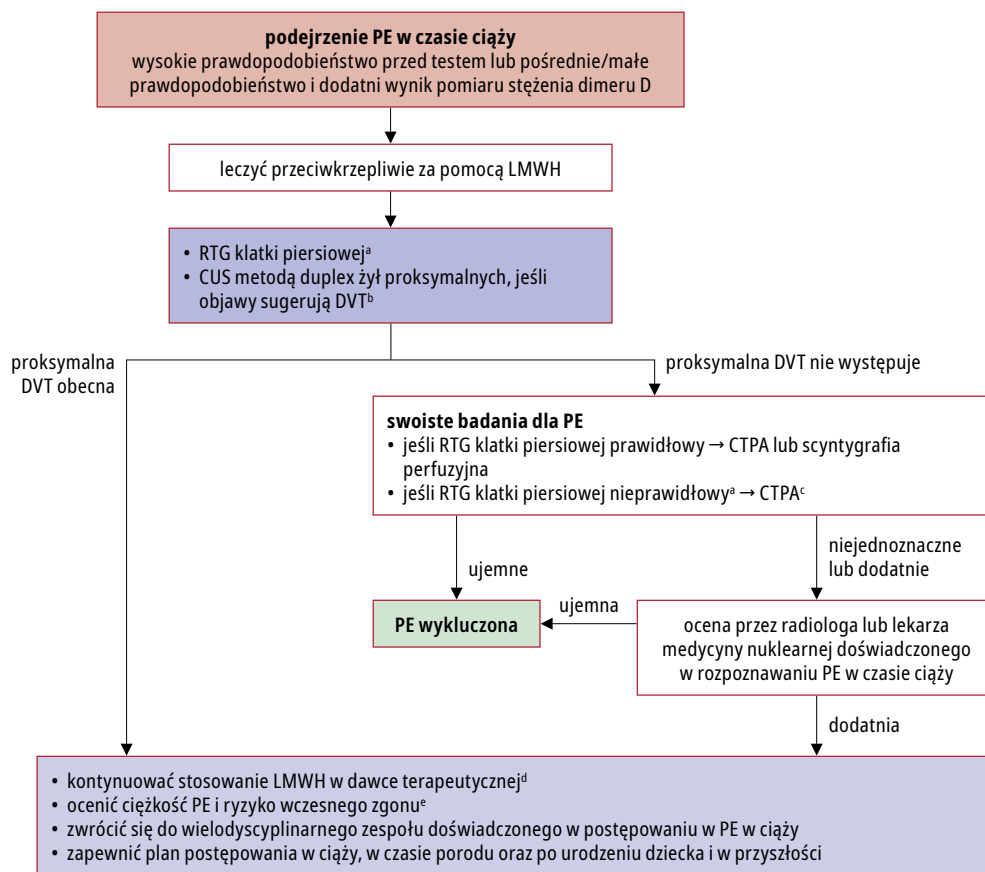 podejrzenie PE w czasie ciąży
wysokie prawdopodobieństwo przed testem lub pośrednie/małe
prawdopodobieństwo i dodatni wynik pomiaru stężenia dimeru D
leczyć przeciwkrzepliwie za pomocą LMWH
• RTG klatki piersiowejᵃ
• CUS metodą duplex żył proksymalnych, jeśli
objawy sugerują DVTᵇ
proksymalna
DVT obecna
proksymalna DVT nie występuje
swoiste badania dla PE
• jeśli RTG klatki piersiowej prawidłowy → CTPA lub scyntygrafia
perfuzyjna
• jeśli RTG klatki piersiowej nieprawidłowyᵃ → CTPAᶜ
ujemne
niejednoznaczne
lub dodatnie
PE wykluczona
ujemna
ocena przez radiologa lub lekarza
medycyny nuklearnej doświadczonego
w rozpoznawaniu PE w czasie ciąży
dodatnia
• kontynuować stosowanie LMWH w dawce terapeutycznejᵈ
• ocenić ciężkość PE i ryzyko wczesnego zgonuᵉ
• zwrócić się do wielodyscyplinarnego zespołu doświadczonego w postępowaniu w PE w ciąży
• zapewnić plan postępowania w ciąży, w czasie porodu oraz po urodzeniu dziecka i w przyszłości